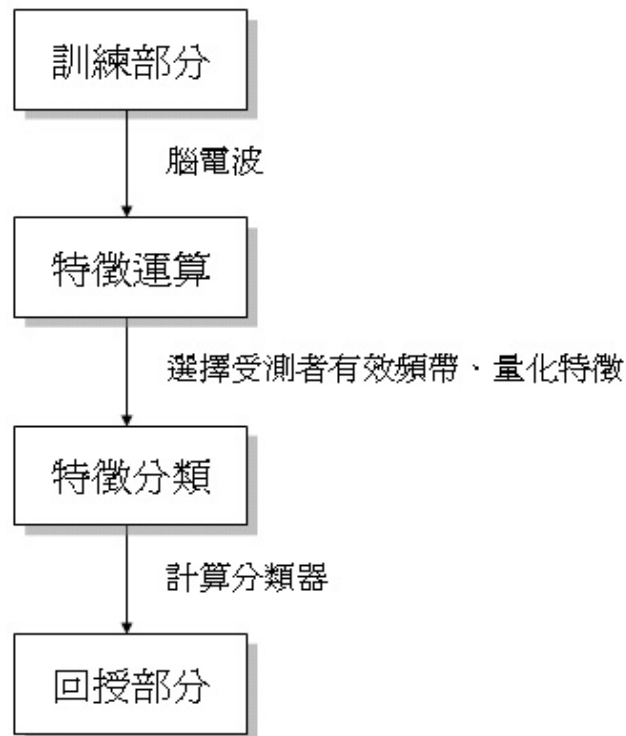 訓練部分
腦電波
特徵運算
選擇受測者有效頻帶、量化特徵
特徵分類
計算分類器
回授部分